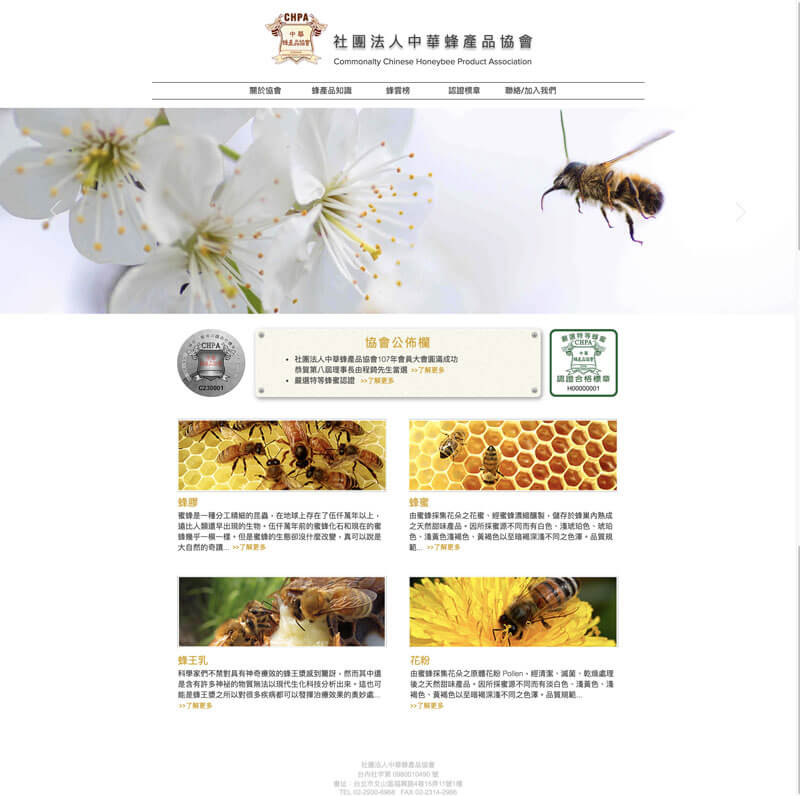 CHPA
中華
蜂產品協會
社團法人中華蜂產品協會
Commonalty Chinese Honeybee Product Association
關於協會 蜂產品知識 蜂雲榜 認證標章 聯絡/加入我們
CHPA
C230001
協會公佈欄
社團法人中華蜂產品協會107年會員大會圓滿成功
恭賀第八屆理事長由程錡先生當選 >>了解更多
嚴選特等蜂蜜認證 >>了解更多
嚴選特等蜂蜜
CHPA
中華
認證合格標章
H00000001
蜂膠
蜜蜂是一種分工精細的昆蟲，在地球上存在了伍仟萬年以上，
遠比人類還早出現的生物。伍仟萬年前的蜜蜂化石和現在的蜜
蜂幾乎一模一樣。但是蜜蜂的生態卻沒什麼改變，真可以說是
大自然的奇蹟... >>了解更多
蜂蜜
由蜜蜂採集花朵之花蜜、經蜜蜂濃縮釀製，儲存於蜂巢內熟成
之天然甜味產品。因所採蜜源不同而有白色、淺琥珀色、琥珀
色、淺黃色淺褐色、黃褐色以至暗褐深淺不同之色澤。品質規
範... >>了解更多
蜂王乳
科學家們不禁對具有神奇療效的蜂王漿感到驚訝，然而其中還
是含有許多神祕的物質無法以現代生化科技分析出來。這也可
能是蜂王漿之所以對很多疾病都可以發揮治療效果的奧妙處...
>>了解更多
花粉
由蜜蜂採集花朵之原體花粉 Pollen、經清潔、滅菌、乾燥處理
後之天然甜味產品。因所採蜜源不同而有淡白色、淺黃色、淺
褐色、黃褐色以至暗褐深淺不同之色澤。品質規範...
>>了解更多
社團法人中華蜂產品協會
台內社字第 0980010490 號
會址：台北市文山區福興路4巷15弄11號1樓
TEL 02-2930-6968 FAX 02-2314-2966